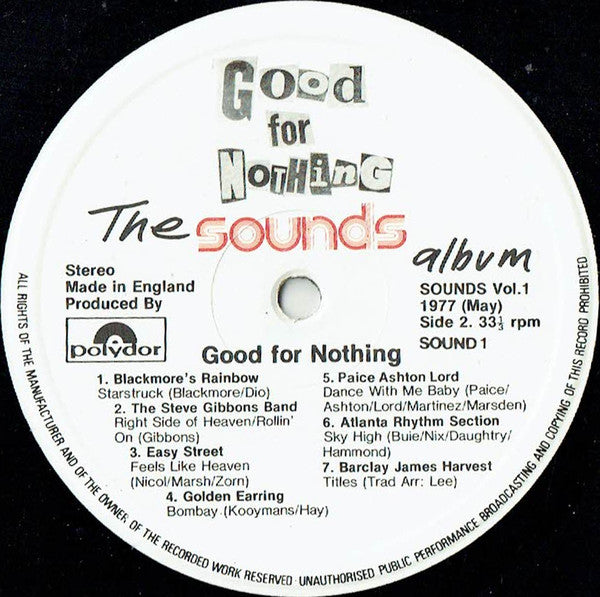 Good
for
NOTHiNG
The sounds album
Stereo
Made in England
Produced By
polydor
SOUNDS Vol.1
1977 (May)
Side 2. 33⅓ rpm
SOUND 1
Good for Nothing
1. Blackmore's Rainbow
Starstruck (Blackmore/Dio)
2. The Steve Gibbons Band
Right Side of Heaven/Rollin'
On (Gibbons)
3. Easy Street
Feels Like Heaven
(Nicol/Marsh/Zorn)
4. Golden Earring
Bombay (Kooymans/Hay)
5. Paice Ashton Lord
Dance With Me Baby (Paice/
Ashton/Lord/Martinez/Marsden)
6. Atlanta Rhythm Section
Sky High (Buie/Nix/Daughtry/
Hammond)
7. Barclay James Harvest
Titles (Trad Arr: Lee)
ALL RIGHTS OF THE MANUFACTURER AND OF THE OWNER OF THE RECORDED WORK RESERVED · UNAUTHORISED PUBLIC PERFORMANCE BROADCASTING AND COPYING OF THIS RECORD PROHIBITED